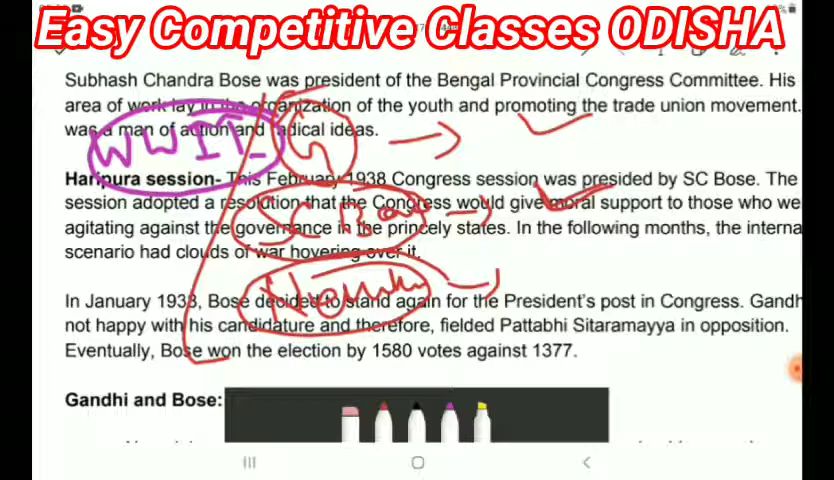 Easy Competitive Classes ODISHA
Subhash Chandra Bose was president of the Bengal Provincial Congress Committee. His
area of work lay in the organization of the youth and promoting the trade union movement.
was a man of action and radical ideas.
WWII
G
Haripura session- This February 1938 Congress session was presided by SC Bose. The
session adopted a resolution that the Congress would give moral support to those who we
SC Bose
agitating against the governance in the princely states. In the following months, the interna
scenario had clouds of war hovering over it.
Nehru
In January 1938, Bose decided to stand again for the President's post in Congress. Gandh
not happy with his candidature and therefore, fielded Pattabhi Sitaramayya in opposition.
Eventually, Bose won the election by 1580 votes against 1377.
Gandhi and Bose: